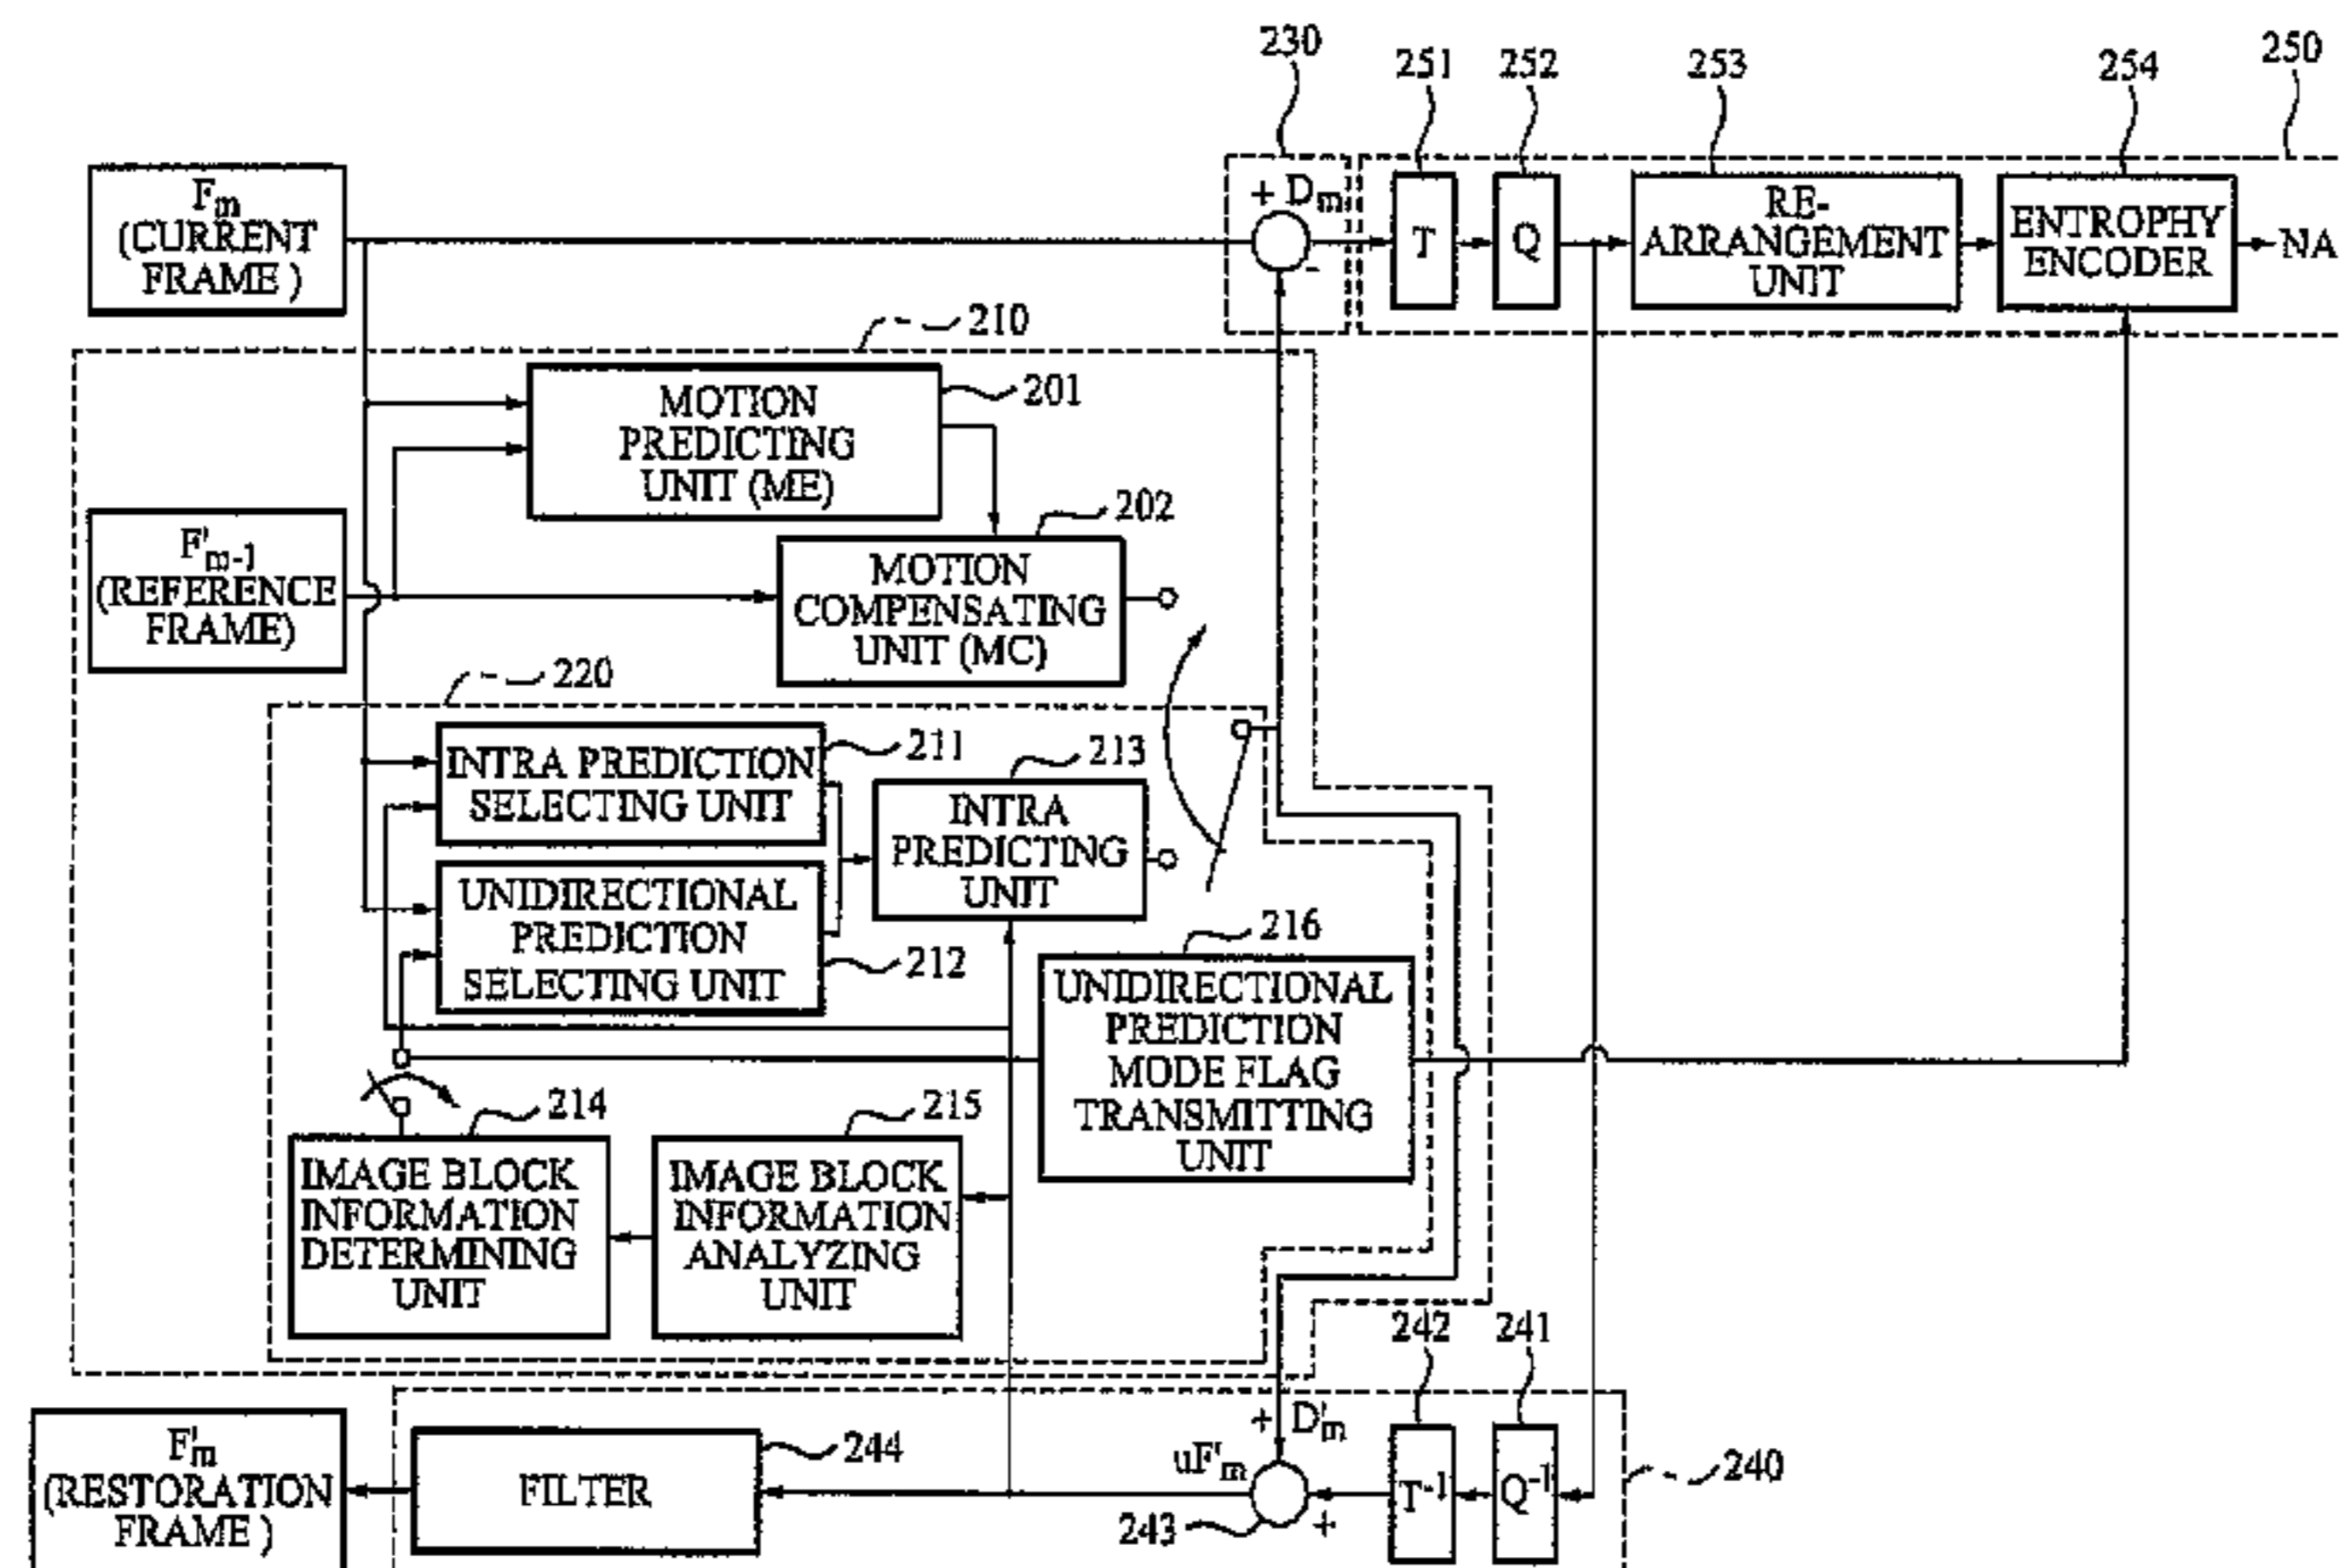 230
251
252
253
254
250
Fm
(CURRENT
FRAME )
+ Dm
-
T
Q
RE-
ARRANGEMENT
UNIT
ENTROPHY
ENCODER
NA
210
MOTION
PREDICTING
UNIT (ME)
201
F'm-1
(REFERENCE
FRAME)
202
MOTION
COMPENSATING
UNIT (MC)
220
INTRA PREDICTION
SELECTING UNIT
211
213
INTRA
PREDICTING
UNIT
UNIDIRECTIONAL
PREDICTION
SELECTING UNIT
212
216
UNIDIRECTIONAL
PREDICTION
MODE FLAG
TRANSMITTING
UNIT
214
215
IMAGE BLOCK
INFORMATION
DETERMINING
UNIT
IMAGE BLOCK
INFORMATION
ANALYZING
UNIT
242
241
F'm
(RESTORATION
FRAME )
FILTER
244
uF'm
+ D'm
243
+
T-1
Q-1
240